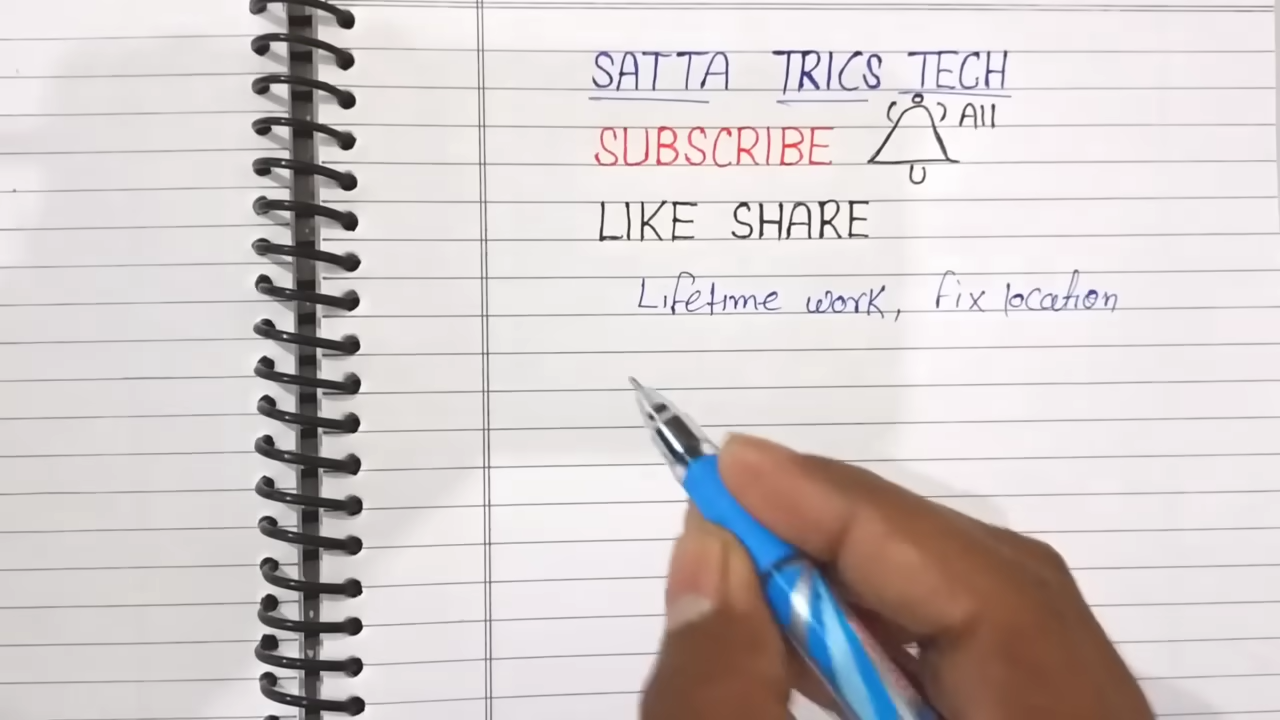 SATTA TRICS TECH
SUBSCRIBE All
LIKE SHARE
Lifetime work, fix location